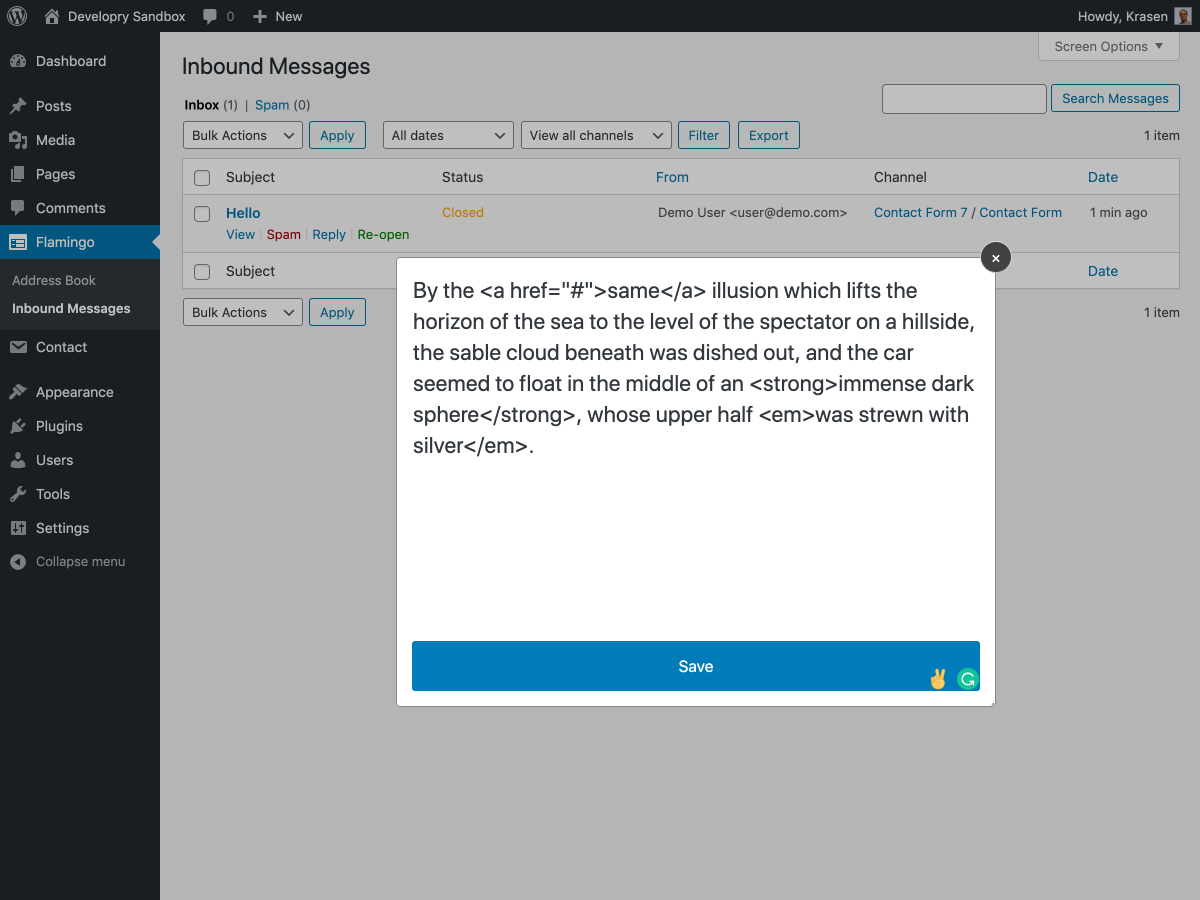 Developry Sandbox 0 New Howdy, Krasen
Dashboard
Posts
Media
Pages
Comments
Flamingo
Address Book
Inbound Messages
Contact
Appearance
Plugins
Users
Tools
Settings
Collapse menu
Screen Options
Inbound Messages
Inbox (1) | Spam (0)
Search Messages
Bulk Actions Apply All dates View all channels Filter Export 1 item
Subject Status From Channel Date
Hello Closed Demo User <user@demo.com> Contact Form 7 / Contact Form 1 min ago
View | Spam | Reply | Re-open
Subject Date
Bulk Actions Apply 1 item
×
By the <a href="#">same</a> illusion which lifts the
horizon of the sea to the level of the spectator on a hillside,
the sable cloud beneath was dished out, and the car
seemed to float in the middle of an <strong>immense dark
sphere</strong>, whose upper half <em>was strewn with
silver</em>.
Save